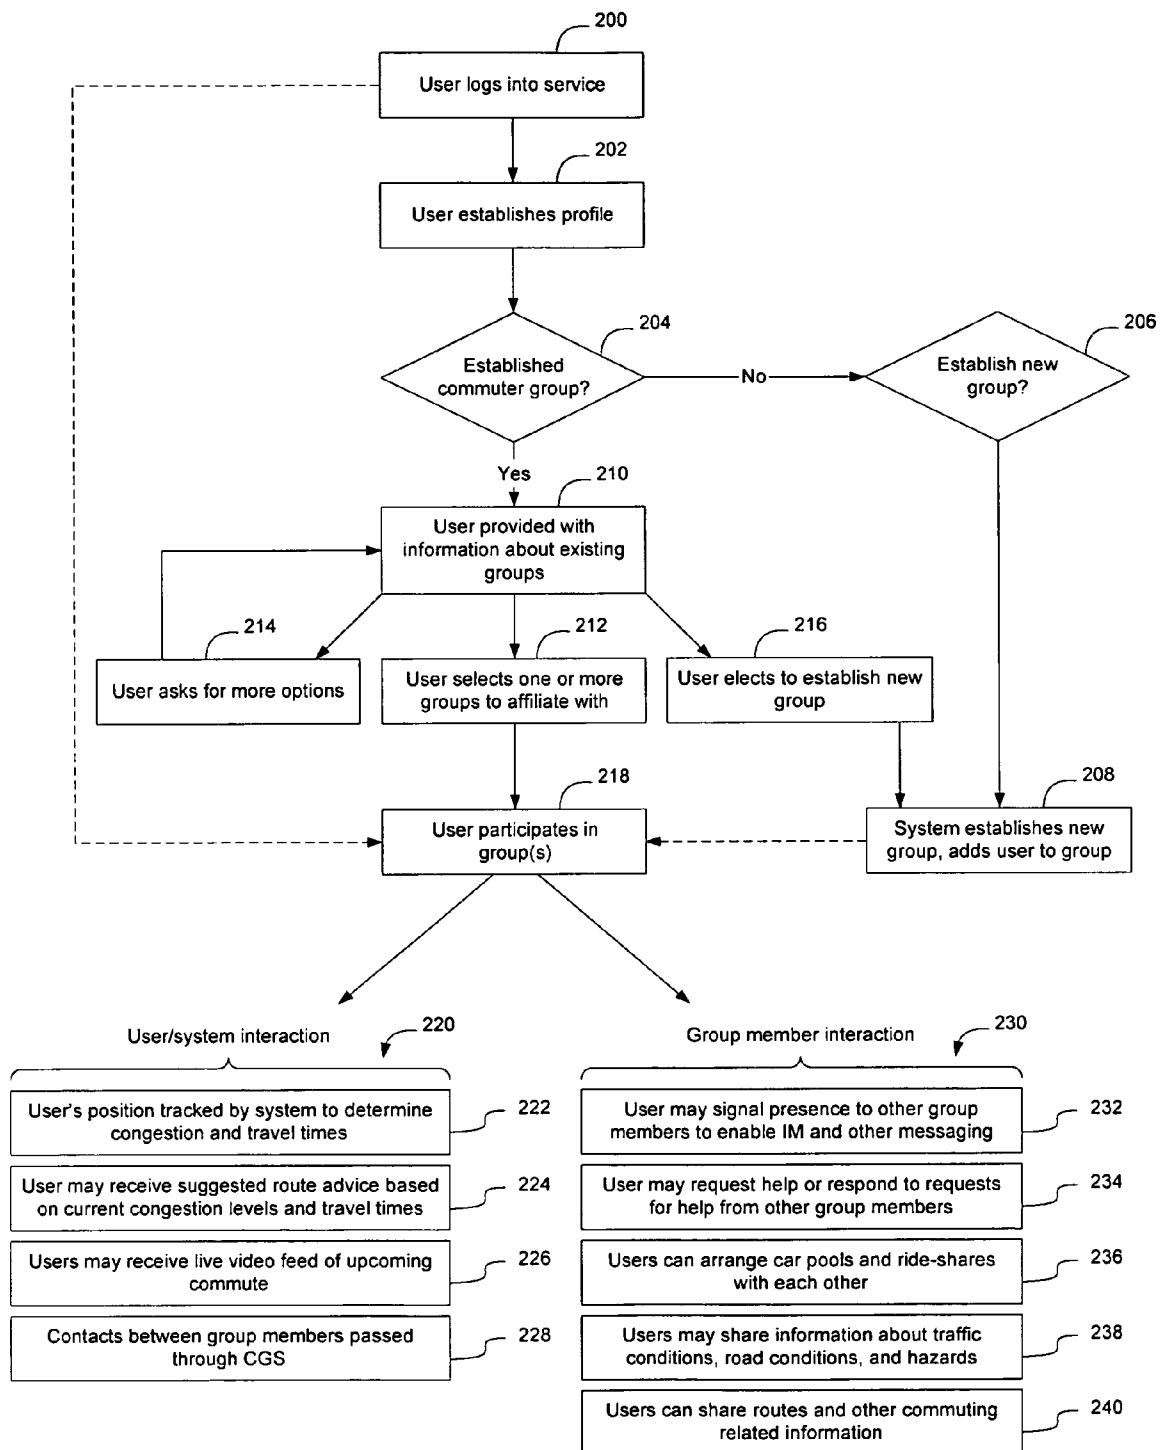 200
User logs into service
202
User establishes profile
204
Established
commuter group?
No
206
Establish new
group?
Yes
210
User provided with
information about existing
groups
214
User asks for more options
212
User selects one or more
groups to affiliate with
216
User elects to establish new
group
218
User participates in
group(s)
208
System establishes new
group, adds user to group
User/system interaction
220
User's position tracked by system to determine
congestion and travel times
222
User may receive suggested route advice based
on current congestion levels and travel times
224
Users may receive live video feed of upcoming
commute
226
Contacts between group members passed
through CGS
228
Group member interaction
230
User may signal presence to other group
members to enable IM and other messaging
232
User may request help or respond to requests
for help from other group members
234
Users can arrange car pools and ride-shares
with each other
236
Users may share information about traffic
conditions, road conditions, and hazards
238
Users can share routes and other commuting
related information
240